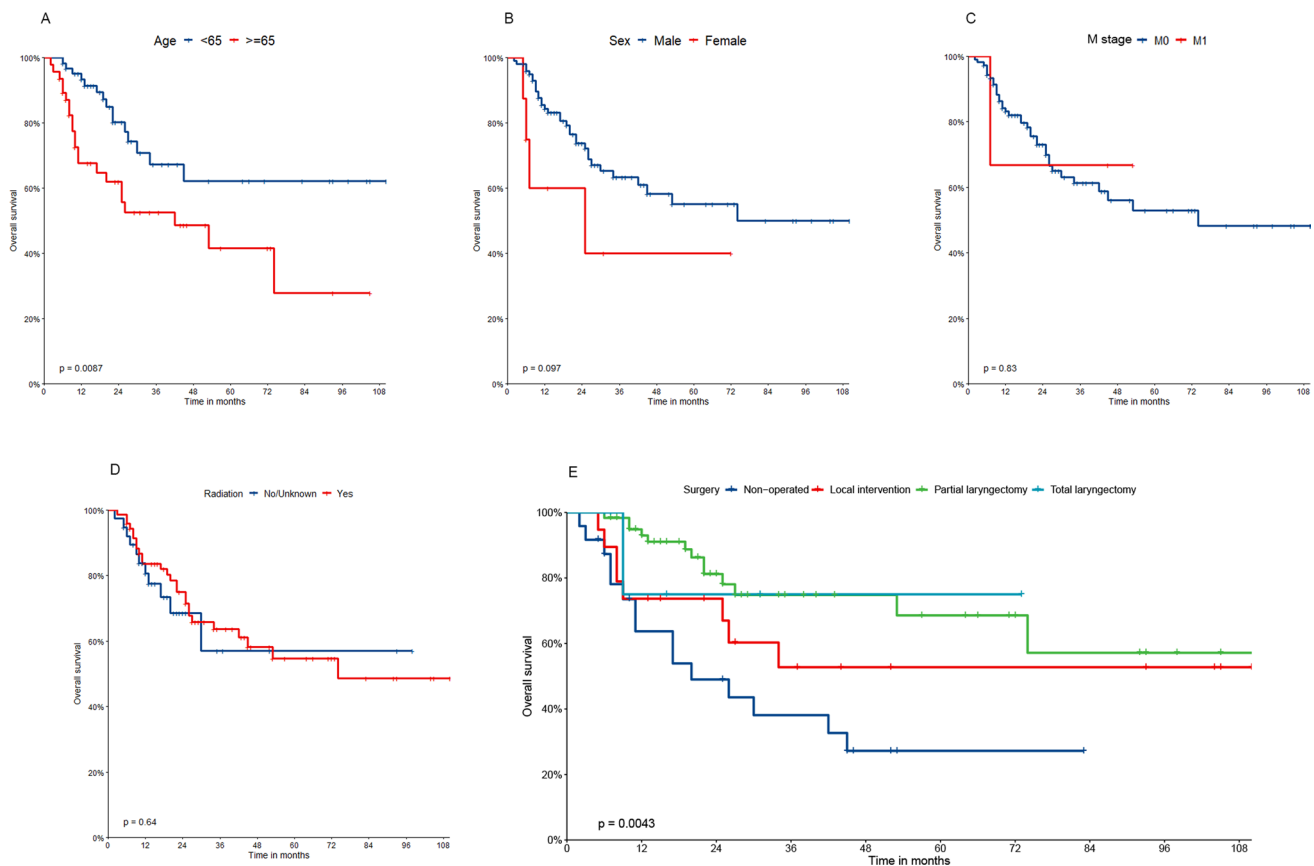 A
Age <65 >=65
100%
80%
60%
40%
20%
0%
Overall survival
p = 0.0087
12 24 36 48 60 72 84 96 108
0
Time in months
B
Sex Male Female
100%
80%
60%
40%
20%
0%
Overall survival
p = 0.097
0 12 24 36 48 60 72 84 96 108
Time in months
C
M stage M0 M1
100%
80%
60%
40%
20%
0%
Overall survival
p = 0.83
0 12 24 36 48 60 72 84 96 108
Time in months
D
Radiation No/Unknown Yes
100%
80%
60%
40%
20%
0%
Overall survival
p = 0.64
0 12 24 36 48 60 72 84 96 108
Time in months
E
Surgery Non-operated Local intervention Partial laryngectomy Total laryngectomy
100%
80%
60%
40%
20%
0%
Overall survival
p = 0.0043
0 12 24 36 48 60 72 84 96 108
Time in months